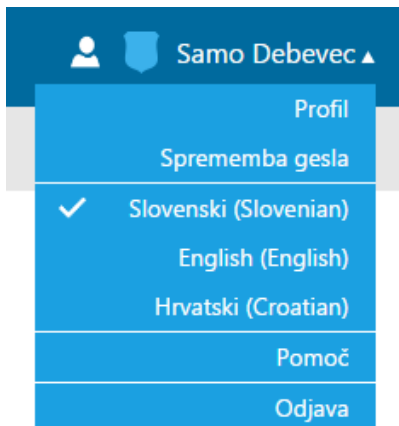 Samo Debevec
Profil
Sprememba gesla
Slovenski (Slovenian)
English (English)
Hrvatski (Croatian)
Pomoč
Odjava